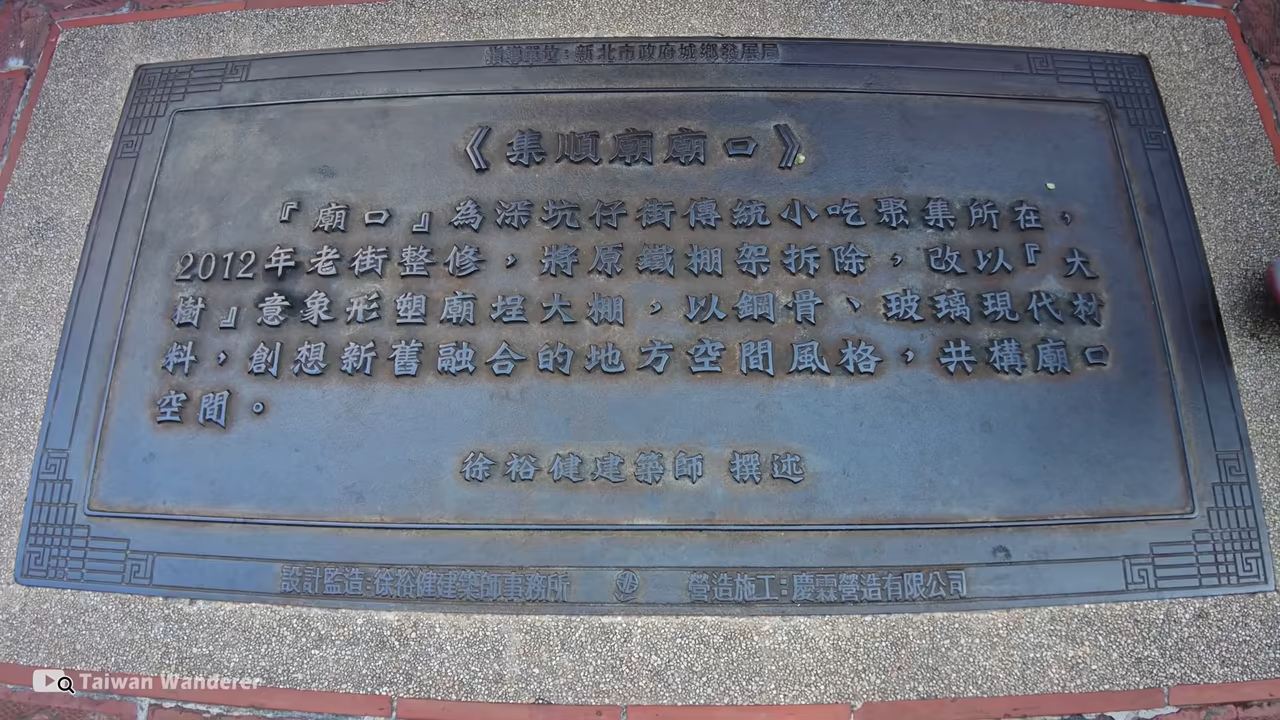 指導單位：新北市政府城鄉發展局
《集順廟廟口》
『廟口』為深坑仔街傳統小吃聚集所在，
2012年老街整修，將原鐵棚架拆除，改以『大
樹』意象形塑廟埕大棚，以鋼骨、玻璃現代材
料，創想新舊融合的地方空間風格，共構廟口
空間。
徐裕健建築師 撰述
設計監造：徐裕健建築師事務所
營造施工：慶霖營造有限公司
Taiwan Wanderer